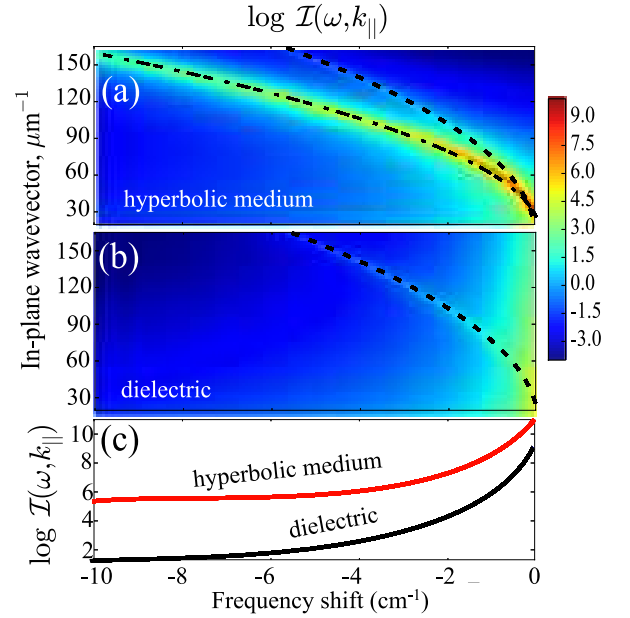 log I(ω,k||)
In-plane wavevector, μm⁻¹
150
120
90
60
30
(a)
hyperbolic medium
150
120
90
60
30
(b)
dielectric
9.0
7.5
6.0
4.5
3.0
1.5
0.0
-1.5
-3.0
log I(ω,k||)
10
8
6
4
2
(c)
hyperbolic medium
dielectric
-10 -8 -6 -4 -2 0
Frequency shift (cm⁻¹)